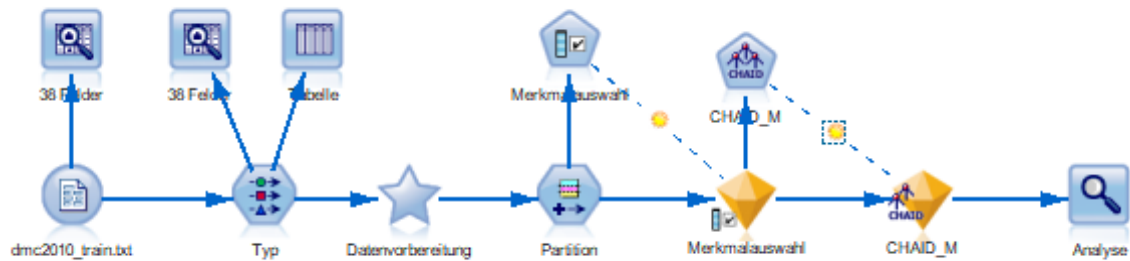 38 Felder
38 Felder
Tabelle
Merkmalauswahl
CHAID
CHAID_M
dmc2010_train.txt
Typ
Datenvorbereitung
Partition
Merkmalauswahl
CHAID
CHAID_M
Analyse